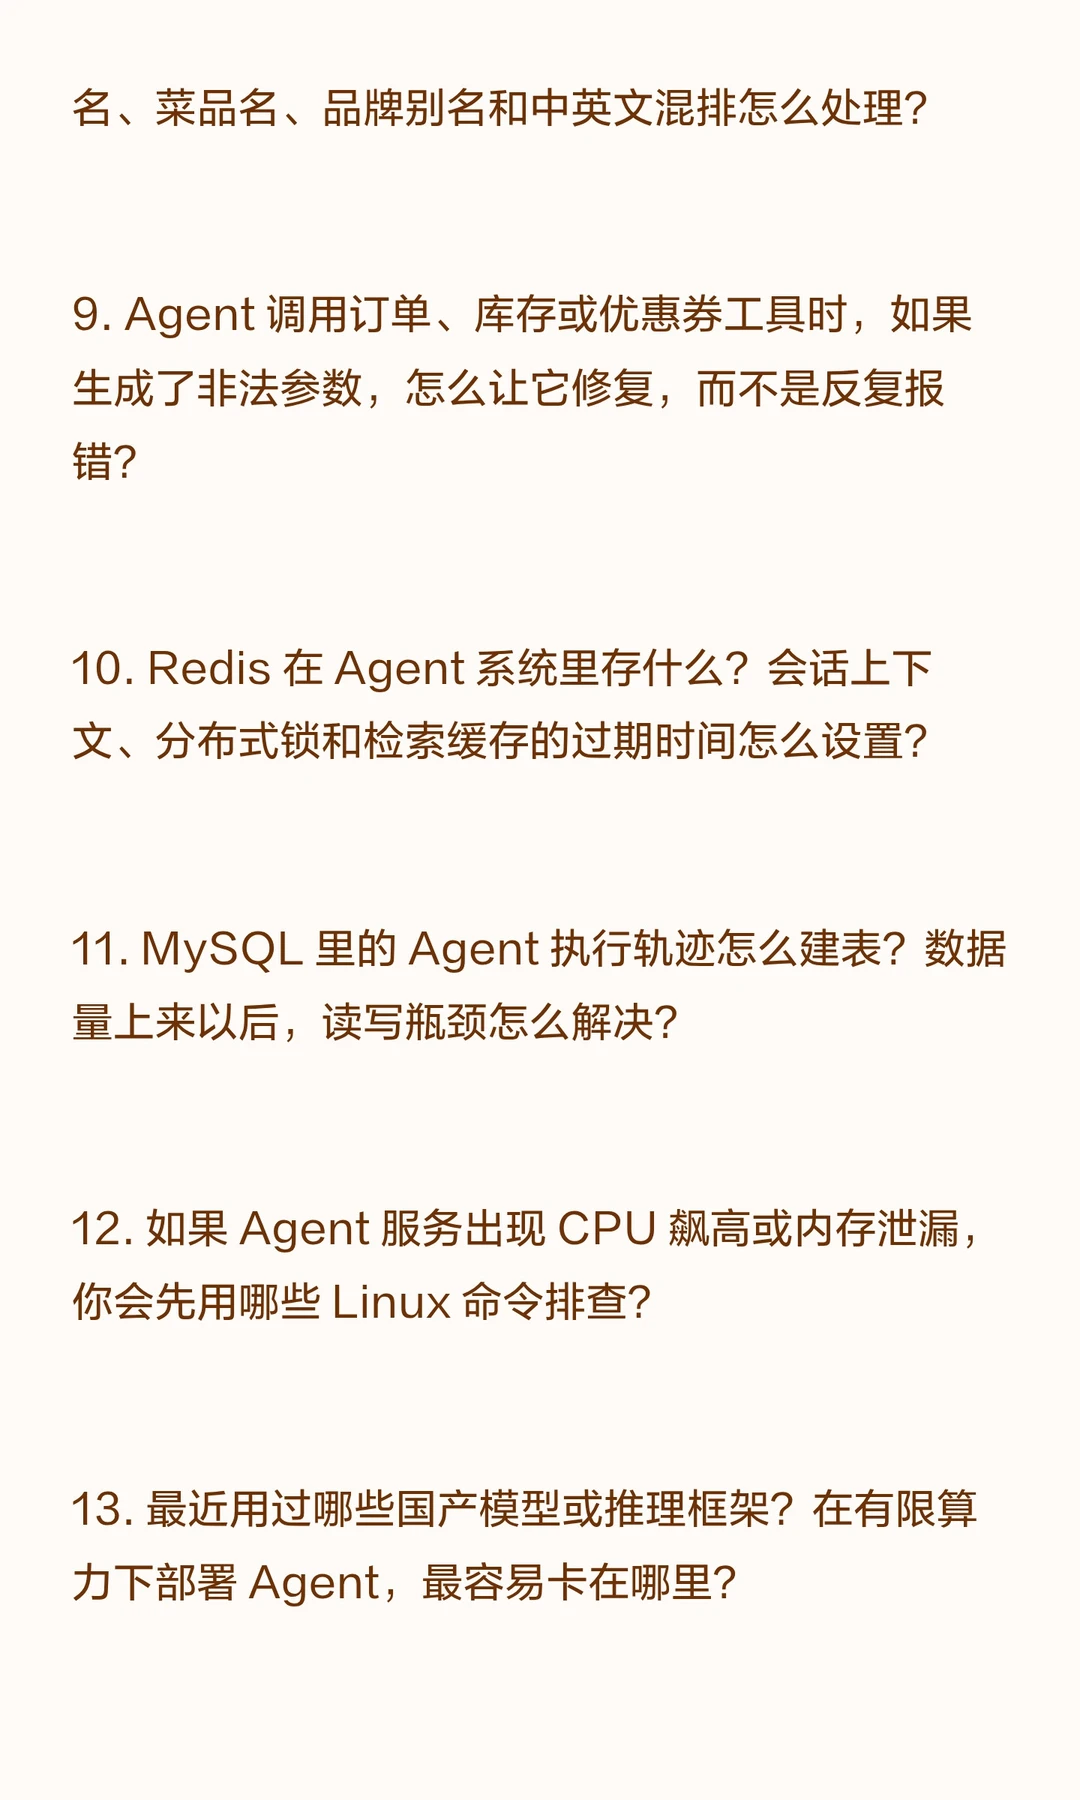 名、菜品名、品牌别名和中英文混排怎么处理？
9. Agent 调用订单、库存或优惠券工具时，如果
生成了非法参数，怎么让它修复，而不是反复报
错？
10. Redis 在 Agent 系统里存什么？会话上下
文、分布式锁和检索缓存的过期时间怎么设置？
11. MySQL 里的 Agent 执行轨迹怎么建表？数据
量上来以后，读写瓶颈怎么解决？
12. 如果 Agent 服务出现 CPU 飙高或内存泄漏，
你会先用哪些 Linux 命令排查？
13. 最近用过哪些国产模型或推理框架？在有限算
力下部署 Agent，最容易卡在哪里？